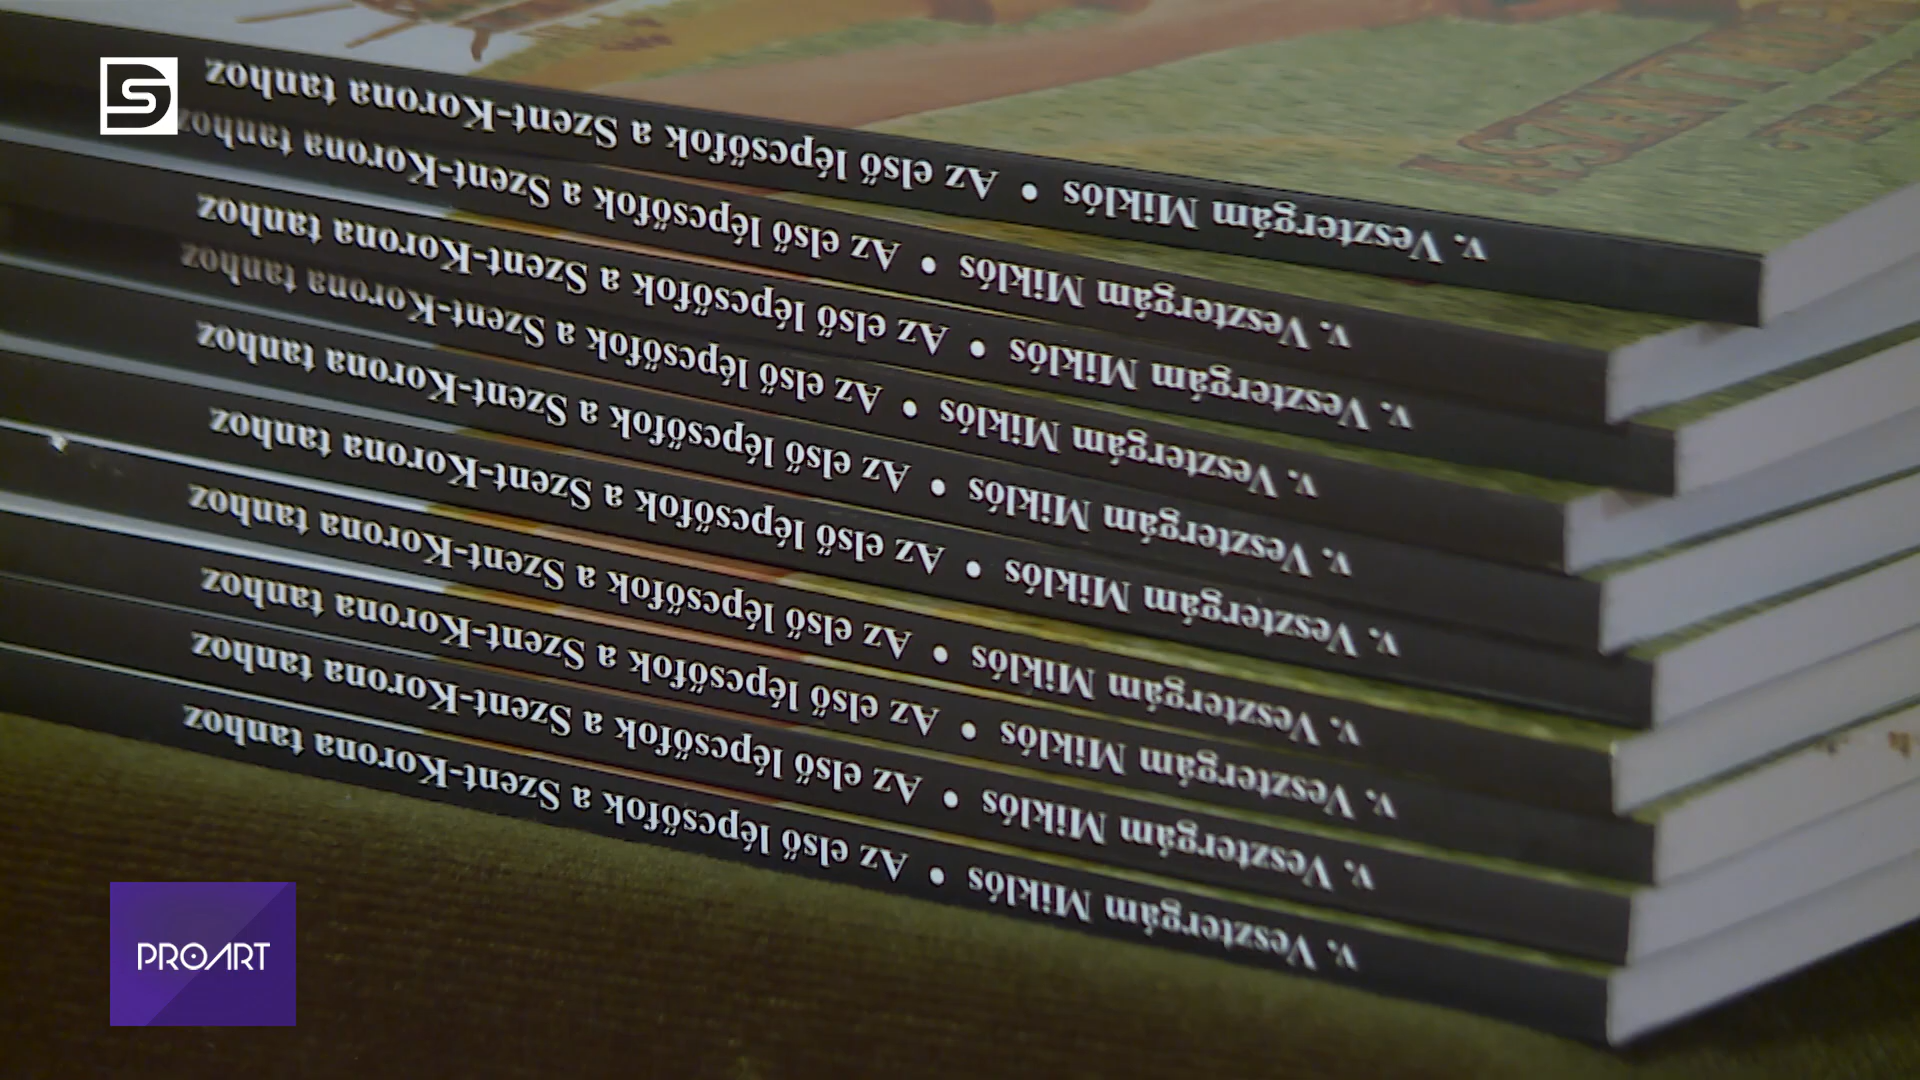 DS
v. Vesztergám Miklós • Az első lépcsőfok a Szent-Korona tanhoz
v. Vesztergám Miklós • Az első lépcsőfok a Szent-Korona tanhoz
v. Vesztergám Miklós • Az első lépcsőfok a Szent-Korona tanhoz
v. Vesztergám Miklós • Az első lépcsőfok a Szent-Korona tanhoz
v. Vesztergám Miklós • Az első lépcsőfok a Szent-Korona tanhoz
v. Vesztergám Miklós • Az első lépcsőfok a Szent-Korona tanhoz
v. Vesztergám Miklós • Az első lépcsőfok a Szent-Korona tanhoz
v. Vesztergám Miklós • Az első lépcsőfok a Szent-Korona tanhoz
v. Vesztergám Miklós • Az első lépcsőfok a Szent-Korona tanhoz
v. Vesztergám Miklós • Az első lépcsőfok a Szent-Korona tanhoz
A SZENT
PROART